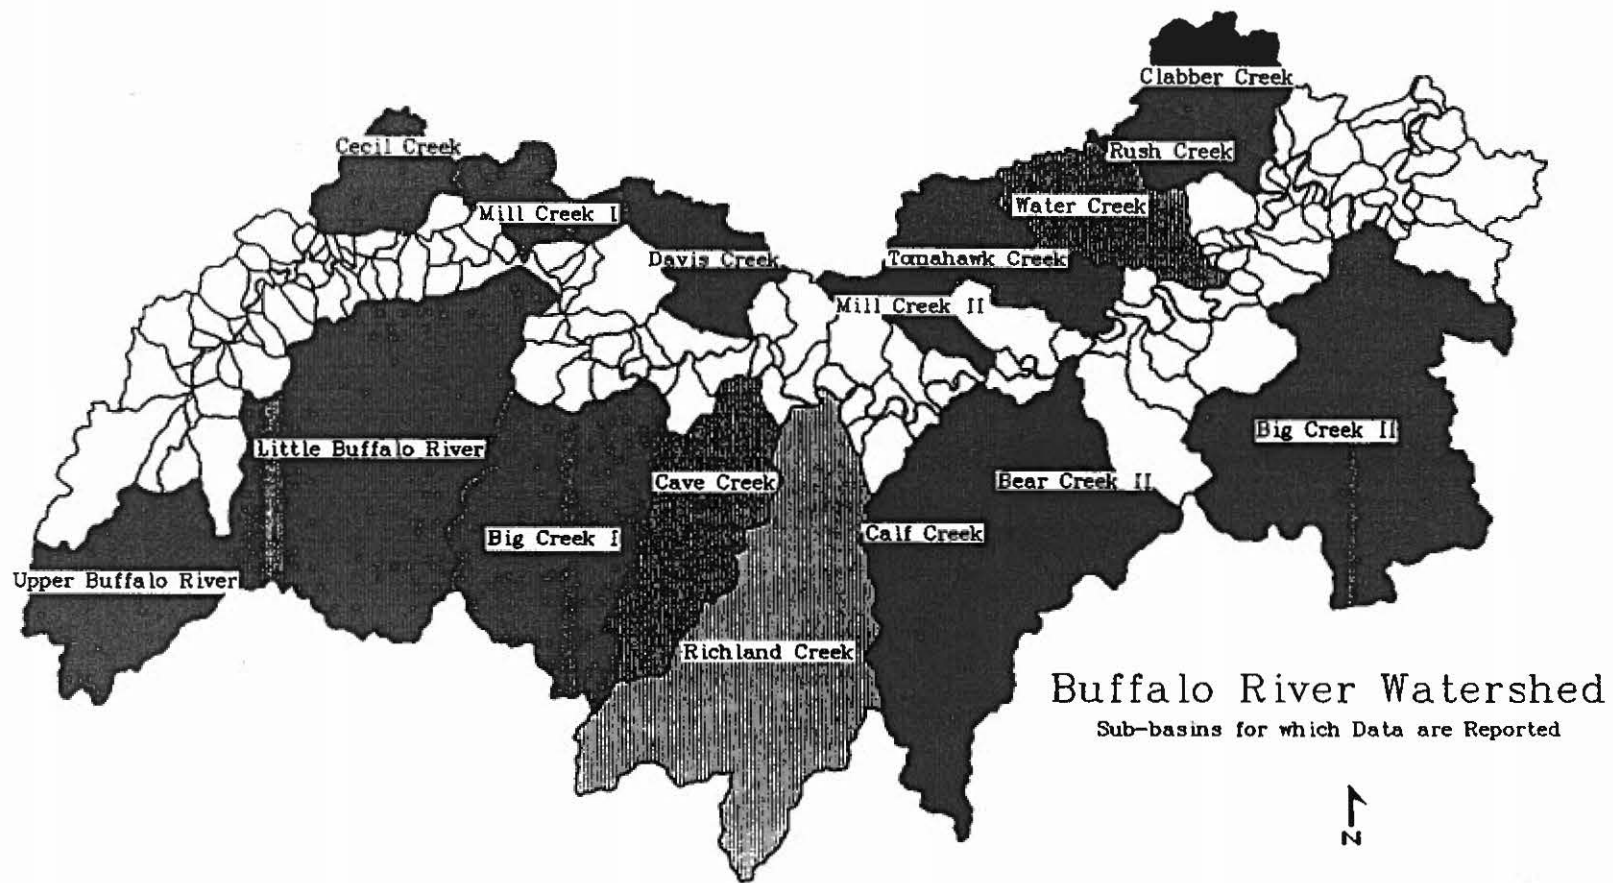 Clabber Creek
Cecil Creek
Rush Creek
Mill Creek I
Water Creek
Davis Creek
Tomahawk Creek
Mill Creek II
Little Buffalo River
Big Creek II
Cave Creek
Bear Creek II
Big Creek I
Calf Creek
Upper Buffalo River
Richland Creek
Buffalo River Watershed
Sub-basins for which Data are Reported
N